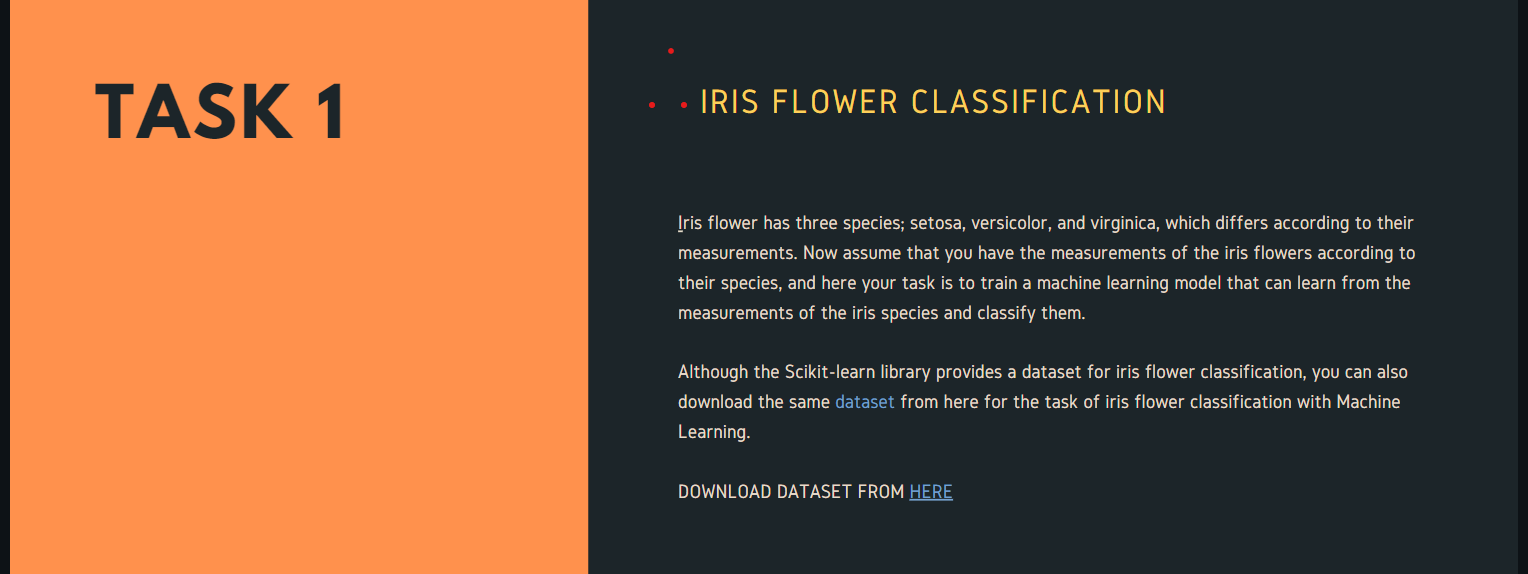 TASK 1
IRIS FLOWER CLASSIFICATION
Iris flower has three species; setosa, versicolor, and virginica, which differs according to their
measurements. Now assume that you have the measurements of the iris flowers according to
their species, and here your task is to train a machine learning model that can learn from the
measurements of the iris species and classify them.
Although the Scikit-learn library provides a dataset for iris flower classification, you can also
download the same dataset from here for the task of iris flower classification with Machine
Learning.
DOWNLOAD DATASET FROM HERE